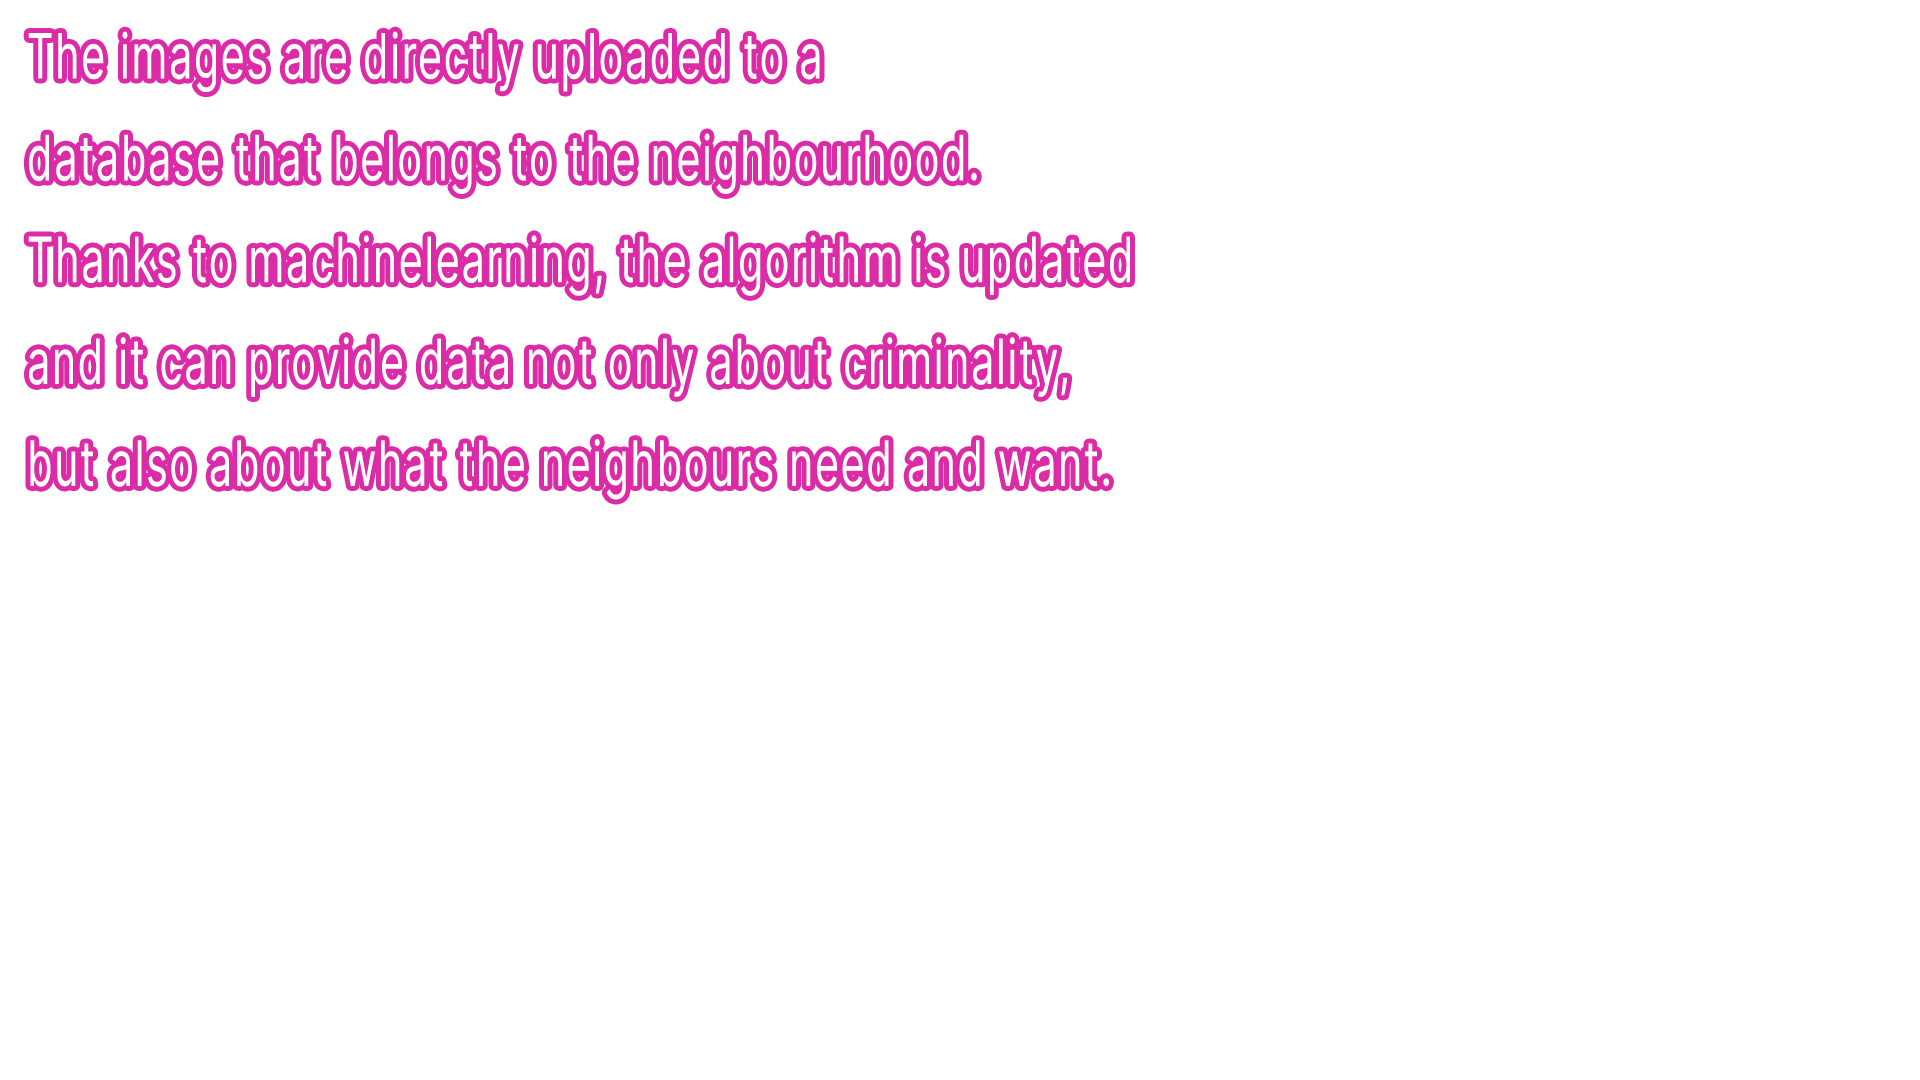 The images are directly uploaded to a
database that belongs to the neighbourhood.
Thanks to machinelearning, the algorithm is updated
and it can provide data not only about criminality,
but also about what the neighbours need and want.